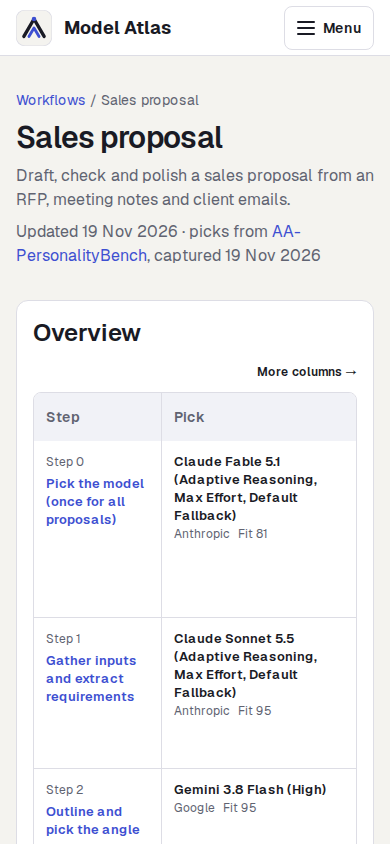 Model Atlas
Menu
Workflows / Sales proposal
Sales proposal
Draft, check and polish a sales proposal from an
RFP, meeting notes and client emails.
Updated 19 Nov 2026 · picks from AA-
PersonalityBench, captured 19 Nov 2026
Overview
More columns →
Step
Pick
Step 0
Pick the model
(once for all
proposals)
Claude Fable 5.1
(Adaptive Reasoning,
Max Effort, Default
Fallback)
Anthropic Fit 81
Step 1
Gather inputs
and extract
requirements
Claude Sonnet 5.5
(Adaptive Reasoning,
Max Effort, Default
Fallback)
Anthropic Fit 95
Step 2
Outline and
pick the angle
Gemini 3.8 Flash (High)
Google Fit 95